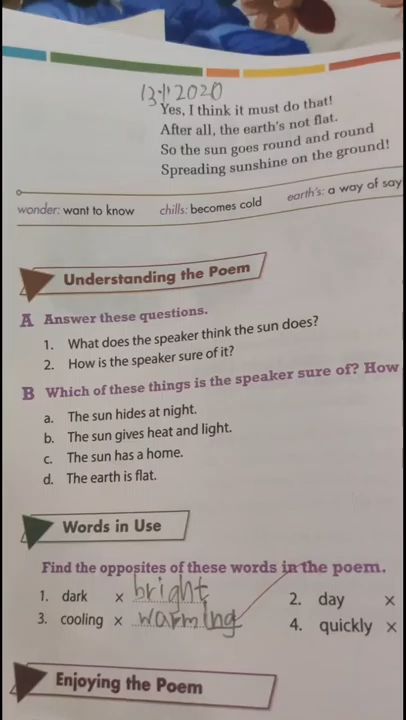 13·1·2020
Yes, I think it must do that!
After all, the earth's not flat.
So the sun goes round and round
Spreading sunshine on the ground!
wonder: want to know chills: becomes cold earth's: a way of say
Understanding the Poem
A Answer these questions.
1. What does the speaker think the sun does?
2. How is the speaker sure of it?
B Which of these things is the speaker sure of? How
a. The sun hides at night.
b. The sun gives heat and light.
c. The sun has a home.
d. The earth is flat.
Words in Use
Find the opposites of these words in the poem.
1. dark x bright 2. day x
3. cooling x warming 4. quickly x
Enjoying the Poem